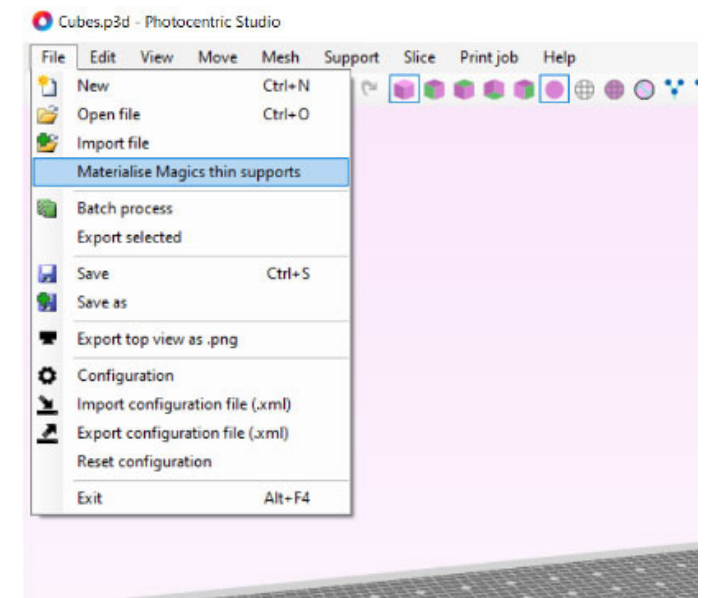 Cubes.p3d - Photocentric Studio
File Edit View Move Mesh Support Slice Print job Help
New Ctrl+N
Open file Ctrl+O
Import file
Materialise Magics thin supports
Batch process
Export selected
Save Ctrl+S
Save as
Export top view as .png
Configuration
Import configuration file (.xml)
Export configuration file (.xml)
Reset configuration
Exit Alt+F4